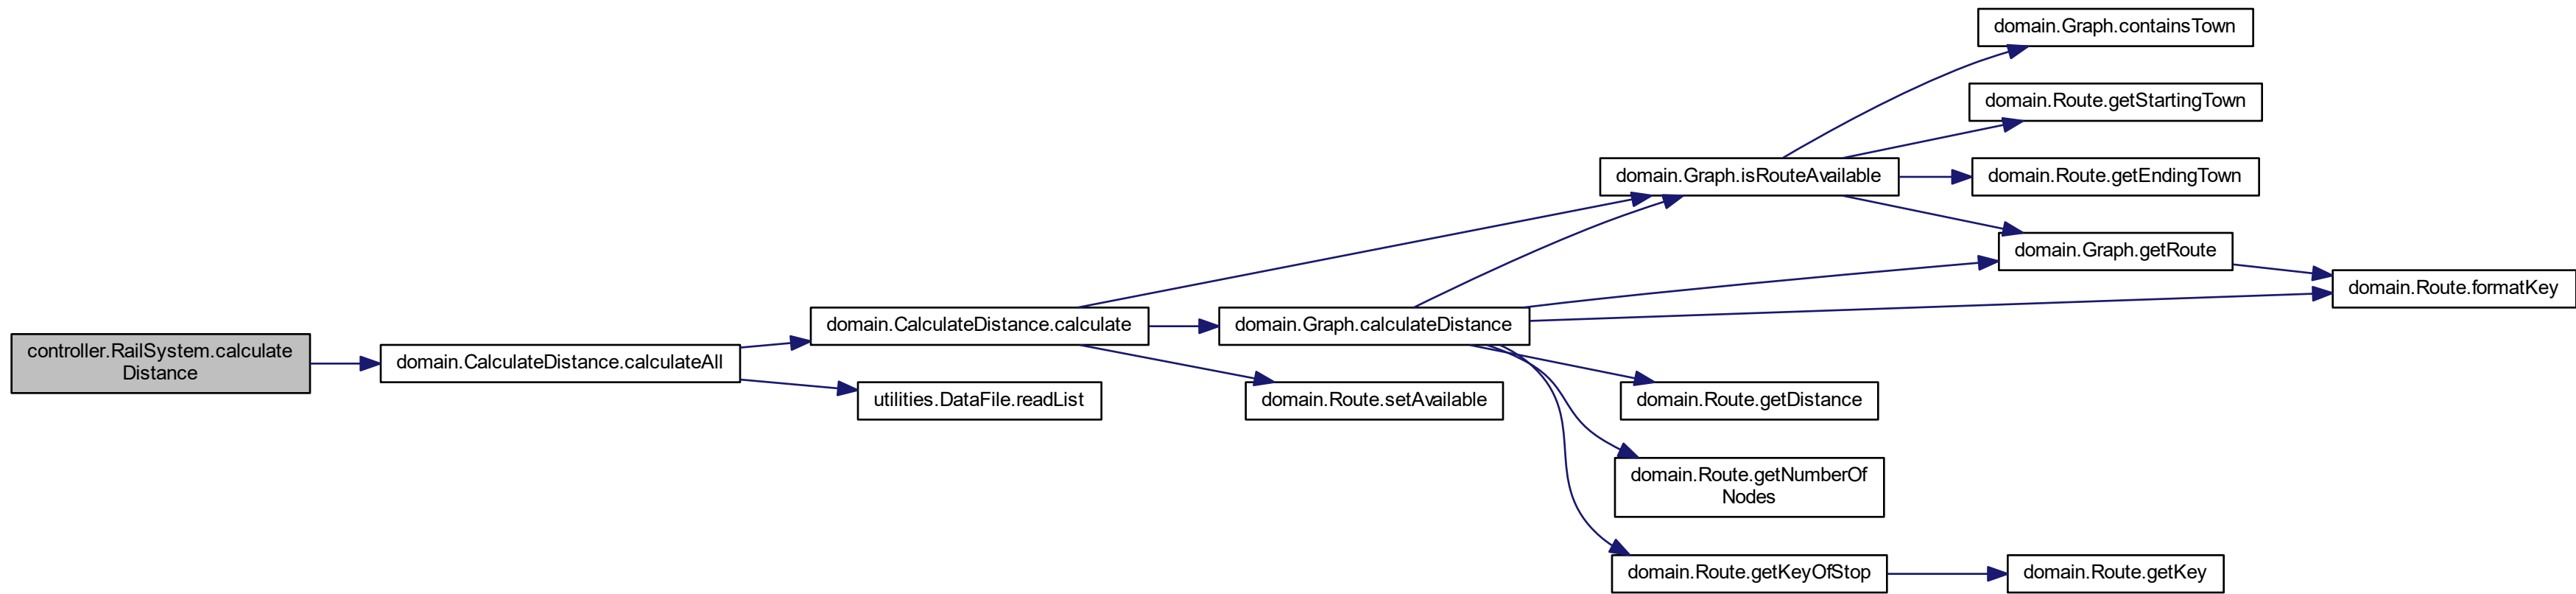 domain.Graph.containsTown
domain.Route.getStartingTown
domain.Graph.isRouteAvailable
domain.Route.getEndingTown
domain.Graph.getRoute
domain.Route.formatKey
domain.CalculateDistance.calculate
domain.Graph.calculateDistance
controller.RailSystem.calculate
Distance
domain.CalculateDistance.calculateAll
utilities.DataFile.readList
domain.Route.setAvailable
domain.Route.getDistance
domain.Route.getNumberOf
Nodes
domain.Route.getKeyOfStop
domain.Route.getKey